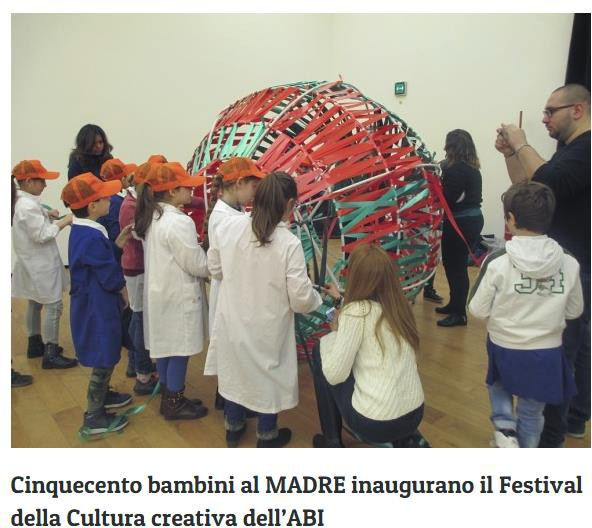 Cinquecento bambini al MADRE inaugurano il Festival
della Cultura creativa dell'ABI